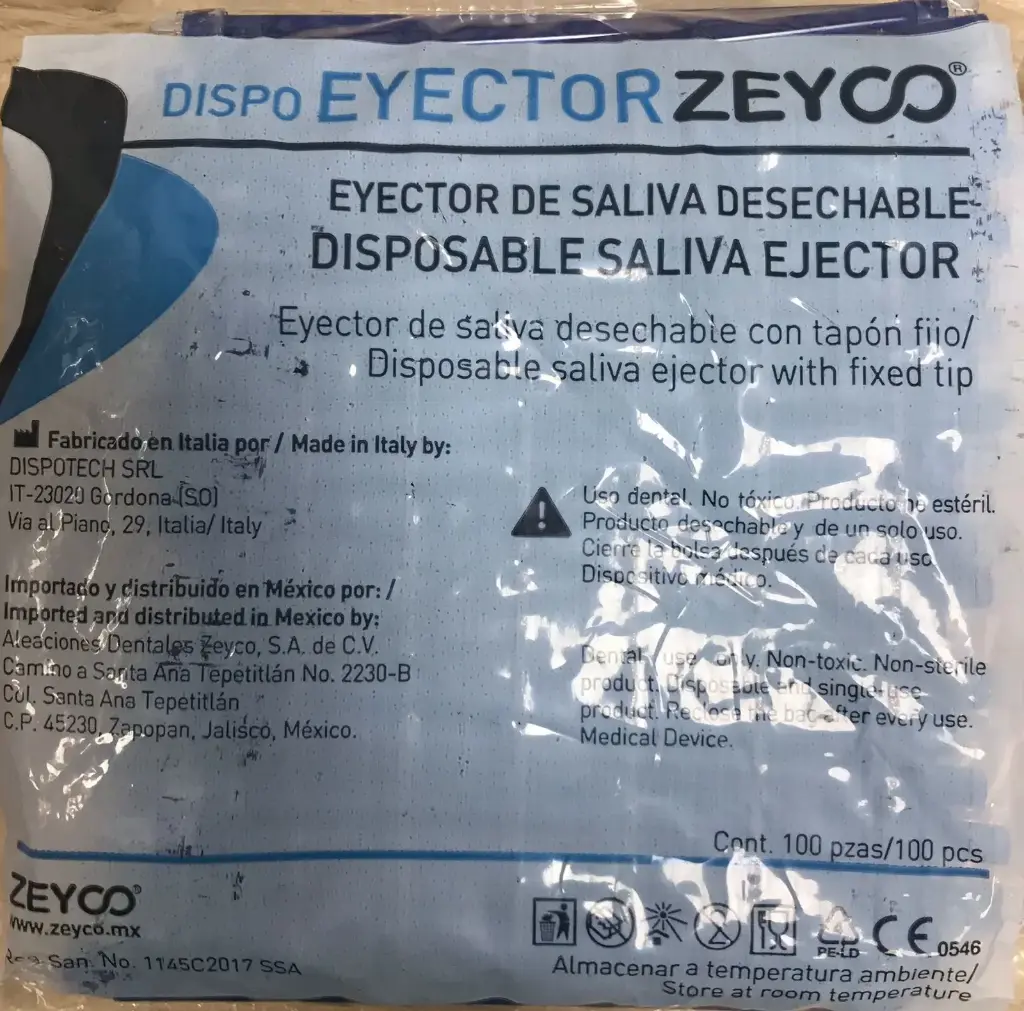 DISPO EYECTOR ZEYCO®
EYECTOR DE SALIVA DESECHABLE
DISPOSABLE SALIVA EJECTOR
Eyector de saliva desechable con tapón fijo/
Disposable saliva ejector with fixed tip
Fabricado en Italia por / Made in Italy by:
DISPOTECH SRL
IT-23020 Gordona (SO)
Via al Piano, 29, Italia/ Italy
Importado y distribuido en México por: /
Imported and distributed in Mexico by:
Aleaciones Dentales Zeyco, S.A. de C.V.
Camino a Santa Ana Tepetitlán No. 2230-B
Col. Santa Ana Tepetitlán
C.P. 45230, Zapopan, Jalisco, México.
Uso dental. No tóxico. Producto no estéril.
Producto desechable y de un solo uso.
Cierre la bolsa después de cada uso
Dispositivo médico.
Dental use only. Non-toxic. Non-sterile
product. Disposable and single-use
product. Reclose the bag after every use.
Medical Device.
Cont. 100 pzas/100 pcs
ZEYCO®
www.zeyco.mx
Reg. San. No. 1145C2017 SSA
PE-LD
CE 0546
Almacenar a temperatura ambiente/
Store at room temperature